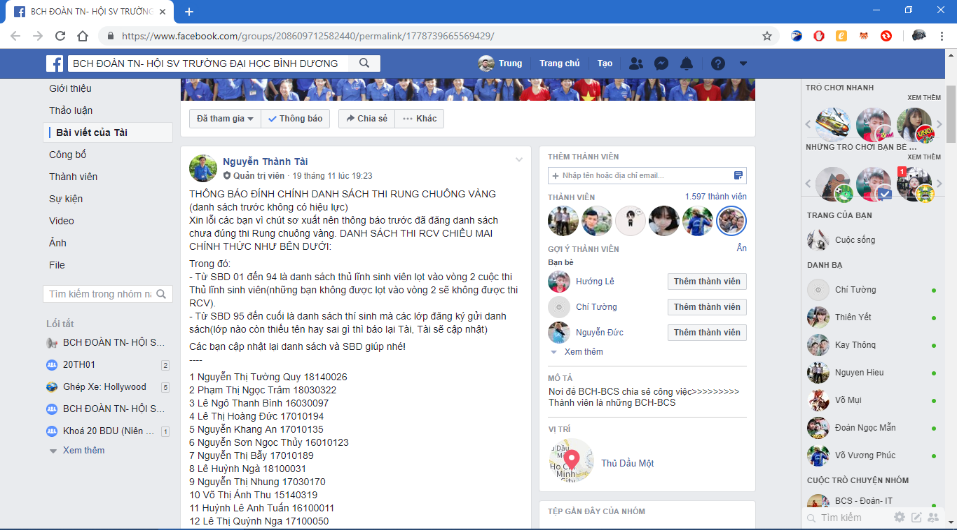 BCH ĐOÀN TN- HỘI SV TRƯỜN
https://www.facebook.com/groups/208609712582440/permalink/1778739665569429/
BCH ĐOÀN TN- HỘI SV TRƯỜNG ĐẠI HỌC BÌNH DƯƠNG
Trung
Trang chủ
Tạo
Giới thiệu
Thảo luận
Bài viết của Tài
Công bố
Thành viên
Sự kiện
Video
Ảnh
File
Tìm kiếm trong nhóm nà
Lối tắt
BCH ĐOÀN TN- HỘI S...
20TH01
2
Ghép Xe: Hollywood
5
BCH ĐOÀN TN- HỘI S...
Khoá 20 BDU (Niên ...
1
Xem thêm
Đã tham gia
Thông báo
Chia sẻ
Khác
Nguyễn Thành Tài
Quản trị viên · 19 tháng 11 lúc 19:23
THÔNG BÁO ĐÍNH CHÍNH DANH SÁCH THI RUNG CHUÔNG VÀNG
(danh sách trước không có hiệu lực)
Xin lỗi các bạn vì chút sơ xuất nên thông báo trước đã đăng danh sách
chưa đúng thi Rung chuông vàng. DANH SÁCH THI RCV CHIỀU MAI
CHÍNH THỨC NHƯ BÊN DƯỚI:
Trong đó:
- Từ SBD 01 đến 94 là danh sách thủ lĩnh sinh viên lọt vào vòng 2 cuộc thi
Thủ lĩnh sinh viên(những bạn không được lọt vào vòng 2 sẽ không được thi
RCV).
- Từ SBD 95 đến cuối là danh sách thí sinh mà các lớp đăng ký gửi danh
sách(lớp nào còn thiếu tên hay sai gì thì báo lại Tài, Tài sẽ cập nhật)
Các bạn cập nhật lại danh sách và SBD giúp nhé!
----
1 Nguyễn Thị Tường Quy 18140026
2 Phạm Thị Ngọc Trâm 18030322
3 Lê Ngô Thanh Bình 16030097
4 Lê Thị Hoàng Đức 17010194
5 Nguyễn Khang An 17010135
6 Nguyễn Sơn Ngọc Thủy 16010123
7 Nguyễn Thị Bẫy 17010189
8 Lê Huỳnh Ngà 18100031
9 Nguyễn Thị Nhung 17030170
10 Võ Thị Ánh Thu 15140319
11 Huỳnh Lê Anh Tuấn 16100011
12 Lê Thị Quỳnh Nga 17100050
THÊM THÀNH VIÊN
+ Nhập tên hoặc địa chỉ email...
THÀNH VIÊN
1.597 thành viên
GỢI Ý THÀNH VIÊN
Ẩn
Bạn bè
Hướng Lê
Thêm thành viên
Chí Tường
Thêm thành viên
Nguyễn Đức
Thêm thành viên
Xem thêm
MÔ TẢ
Nơi để BCH-BCS chia sẻ công việc>>>>>>>>>
Thành viên là những BCH-BCS
VỊ TRÍ
Thủ Dầu Một
TỆP GẦN ĐÂY CỦA NHÓM
TRÒ CHƠI NHANH
XEM THÊM
NHỮNG TRÒ CHƠI BẠN BÈ ...
XEM THÊM
1
TRANG CỦA BẠN
Cuộc sống
DANH BẠ
Chí Tường
Thiên Yết
Kay Thông
Nguyen Hieu
Võ Mụi
Đoán Ngọc Mẫn
Võ Vương Phúc
CUỘC TRÒ CHUYỆN NHÓM
BCS - Đoàn- IT
Tìm kiếm